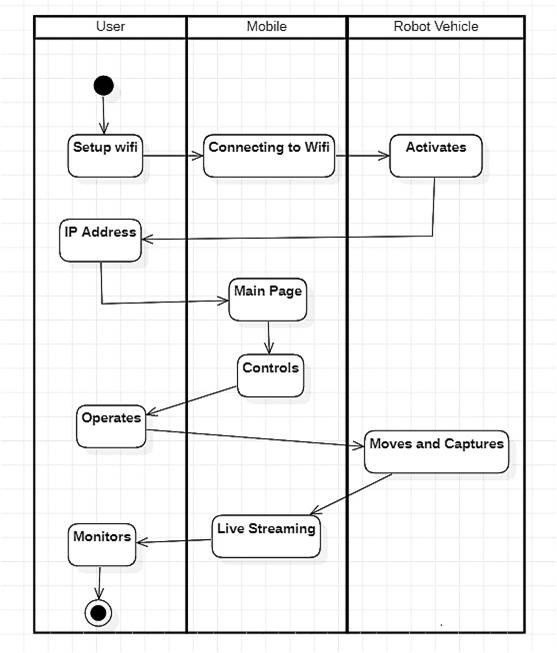 User
Mobile
Robot Vehicle
Setup wifi
Connecting to Wifi
Activates
IP Address
Main Page
Controls
Operates
Moves and Captures
Live Streaming
Monitors